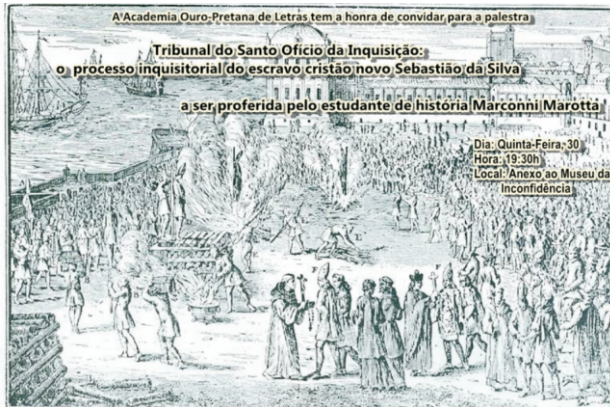 A Academia Ouro-Pretana de Letras tem a honra de convidar para a palestra
Tribunal do Santo Ofício da Inquisição:
o processo inquisitorial do escravo cristão novo Sebastião da Silva
a ser proferida pelo estudante de história Marconni Marotta
Dia: Quinta-Feira, 30
Hora: 19:30h
Local: Anexo ao Museu da
Inconfidência